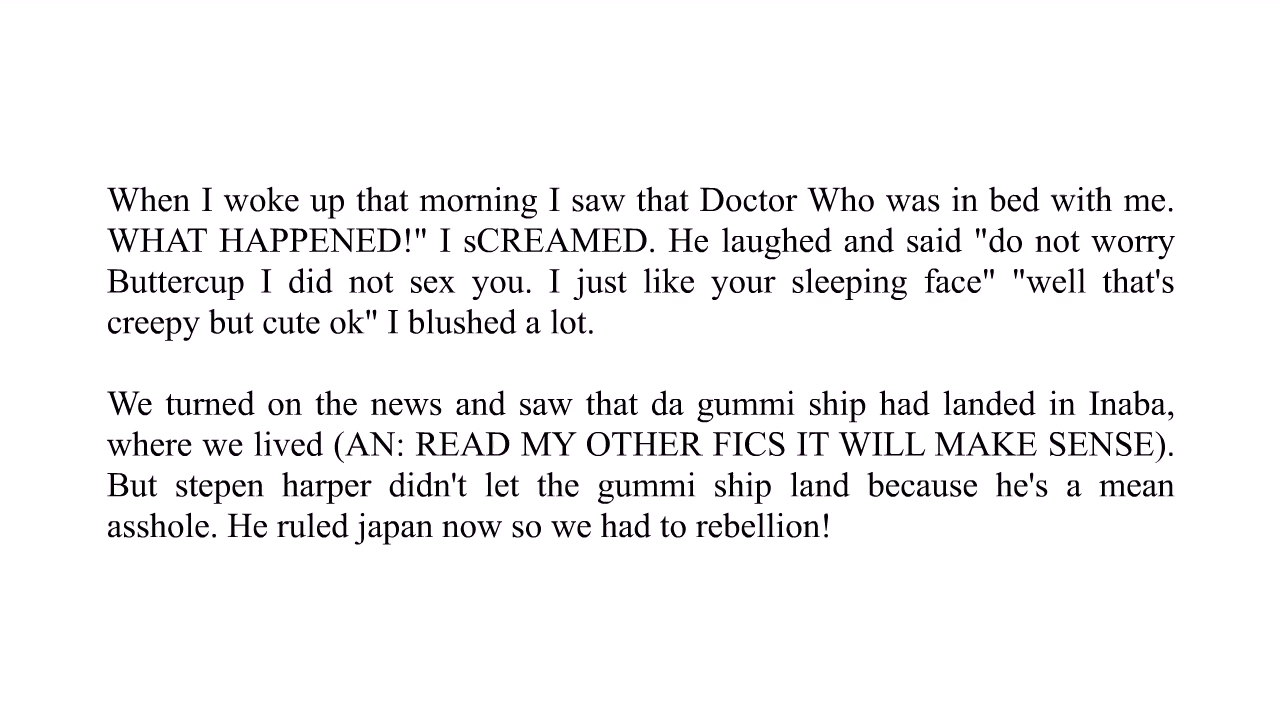 When I woke up that morning I saw that Doctor Who was in bed with me.
WHAT HAPPENED!" I sCREAMED. He laughed and said "do not worry
Buttercup I did not sex you. I just like your sleeping face" "well that's
creepy but cute ok" I blushed a lot.
We turned on the news and saw that da gummi ship had landed in Inaba,
where we lived (AN: READ MY OTHER FICS IT WILL MAKE SENSE).
But stepen harper didn't let the gummi ship land because he's a mean
asshole. He ruled japan now so we had to rebellion!